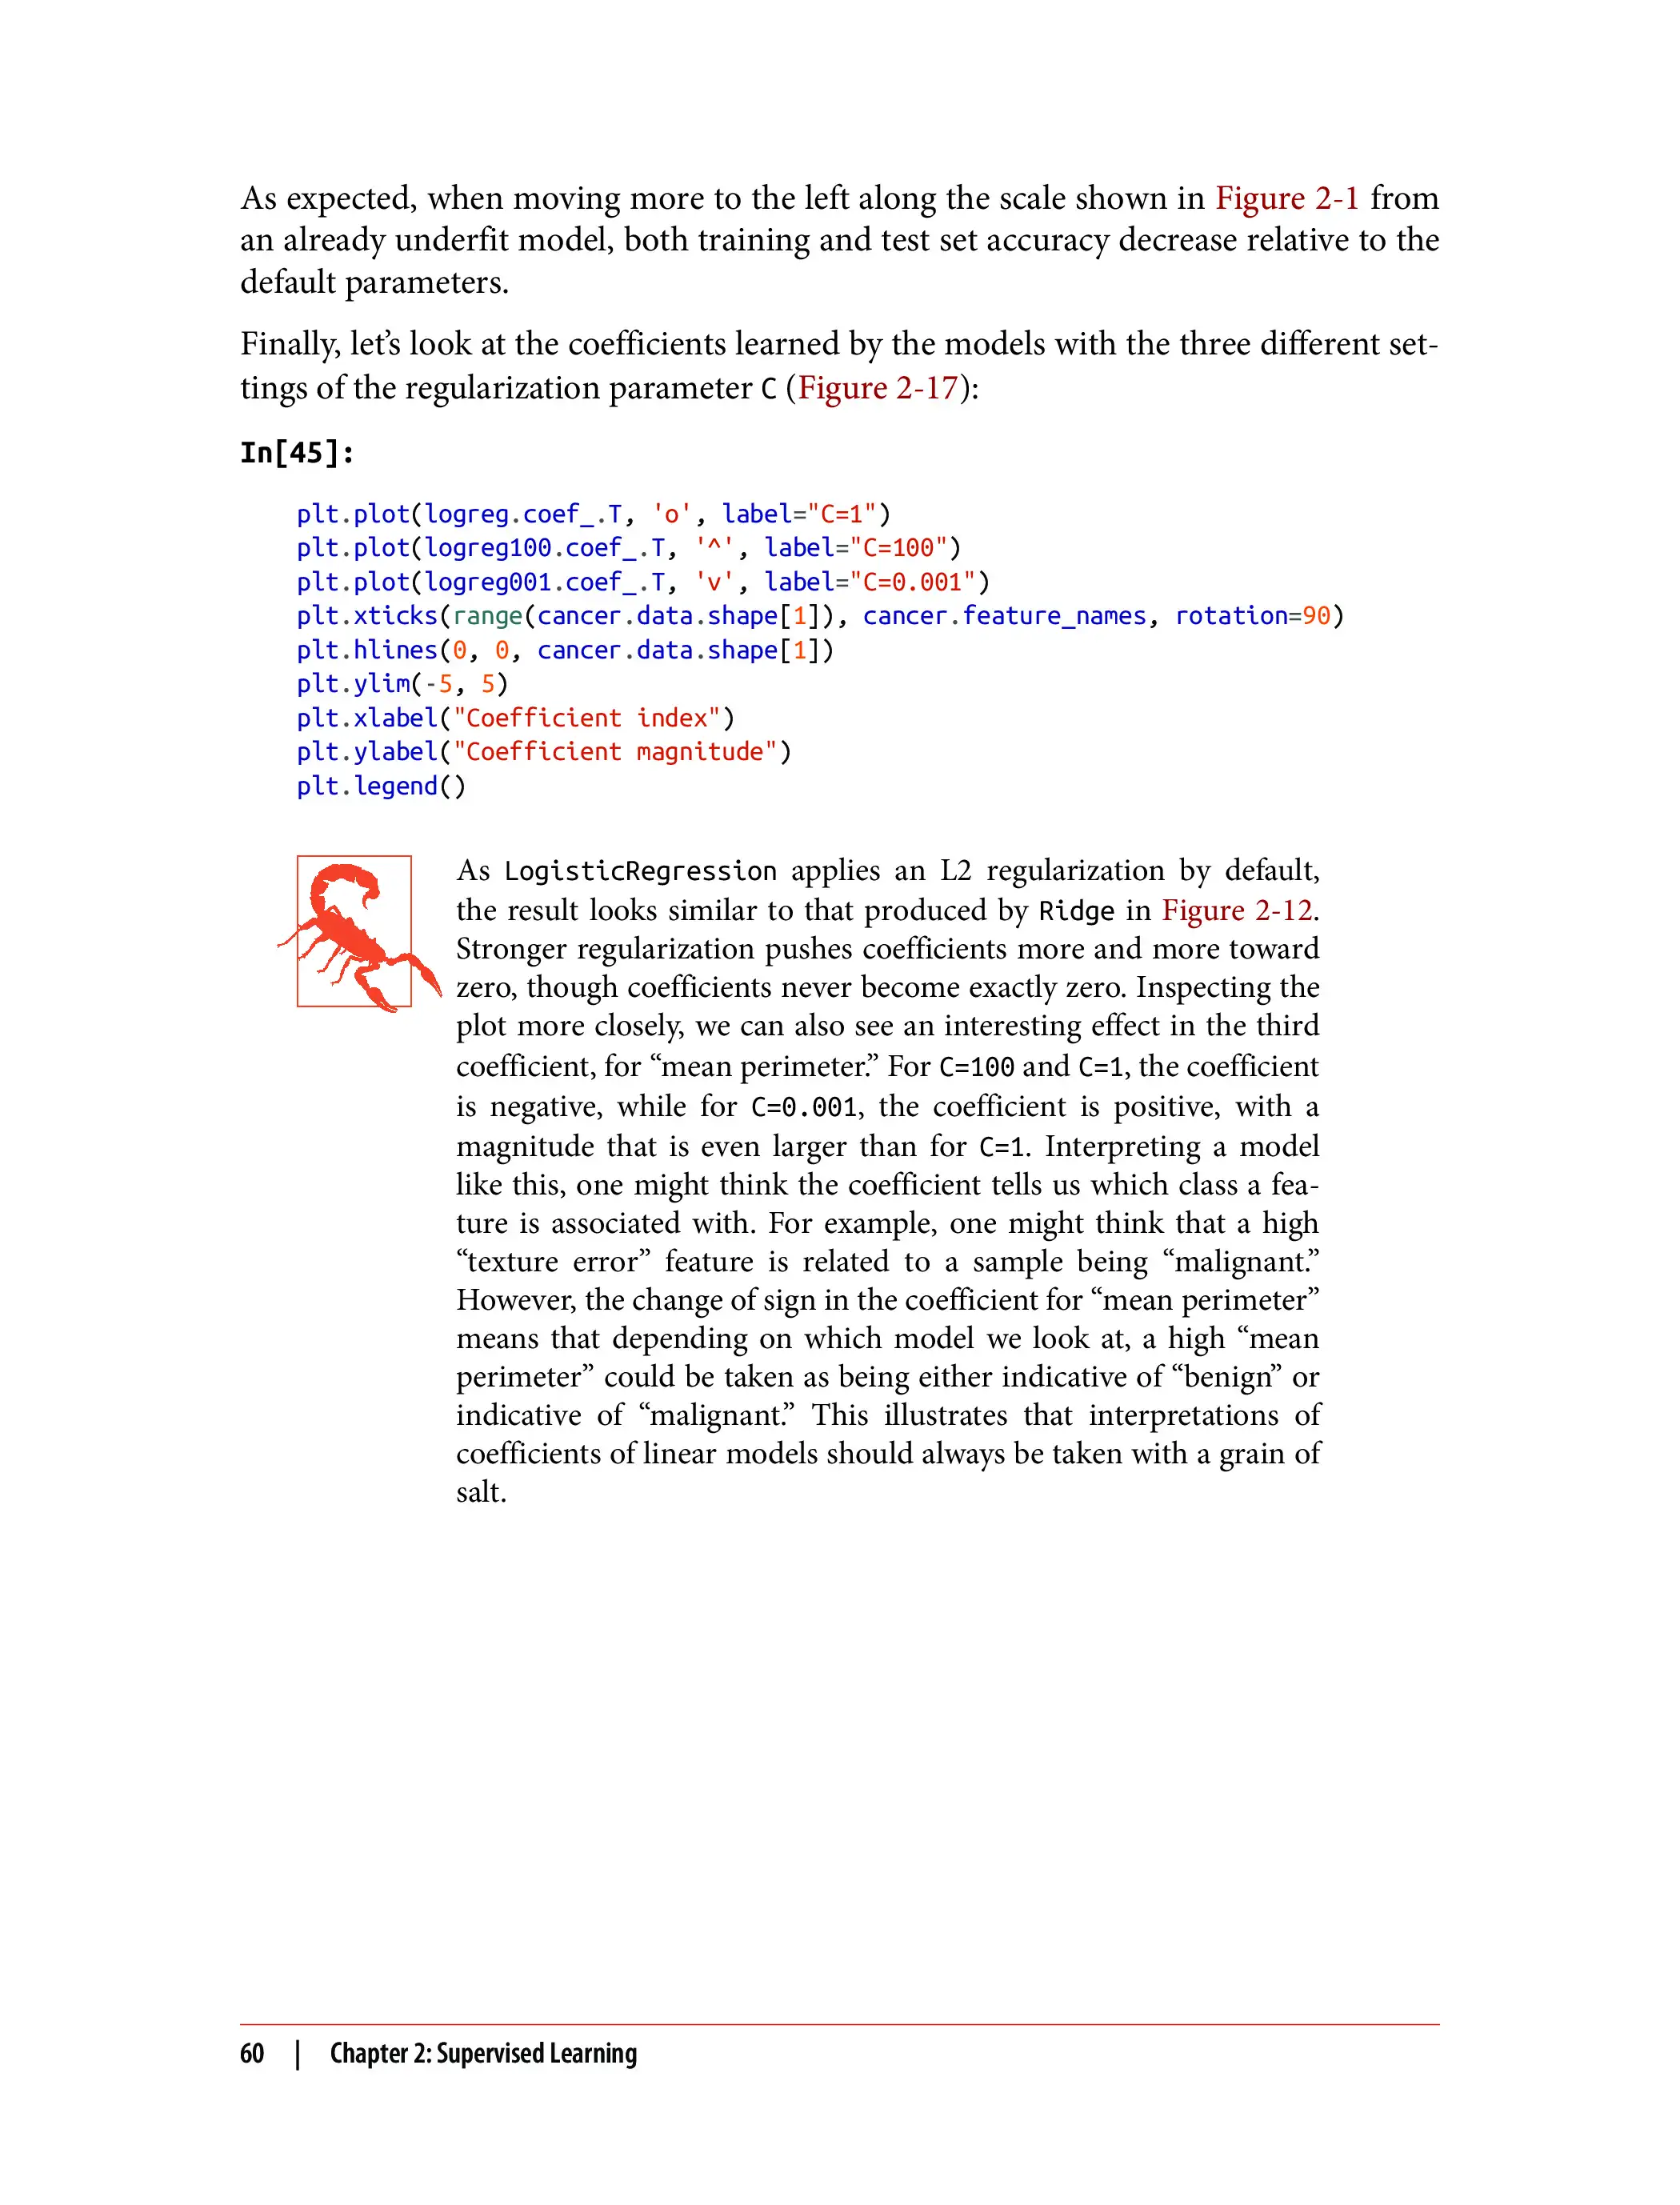 As expected, when moving more to the left along the scale shown in Figure 2-1 from
an already underfit model, both training and test set accuracy decrease relative to the
default parameters.
Finally, let’s look at the coefficients learned by the models with the three different set-
tings of the regularization parameter C (Figure 2-17):
In[45]:
plt.plot(logreg.coef_.T, 'o', label="C=1")
plt.plot(logreg100.coef_.T, '^', label="C=100")
plt.plot(logreg001.coef_.T, 'v', label="C=0.001")
plt.xticks(range(cancer.data.shape[1]), cancer.feature_names, rotation=90)
plt.hlines(0, 0, cancer.data.shape[1])
plt.ylim(-5, 5)
plt.xlabel("Coefficient index")
plt.ylabel("Coefficient magnitude")
plt.legend()
As LogisticRegression applies an L2 regularization by default,
the result looks similar to that produced by Ridge in Figure 2-12.
Stronger regularization pushes coefficients more and more toward
zero, though coefficients never become exactly zero. Inspecting the
plot more closely, we can also see an interesting effect in the third
coefficient, for “mean perimeter.” For C=100 and C=1, the coefficient
is negative, while for C=0.001, the coefficient is positive, with a
magnitude that is even larger than for C=1. Interpreting a model
like this, one might think the coefficient tells us which class a fea-
ture is associated with. For example, one might think that a high
“texture error” feature is related to a sample being “malignant.”
However, the change of sign in the coefficient for “mean perimeter”
means that depending on which model we look at, a high “mean
perimeter” could be taken as being either indicative of “benign” or
indicative of “malignant.” This illustrates that interpretations of
coefficients of linear models should always be taken with a grain of
salt.
60 | Chapter 2: Supervised Learning